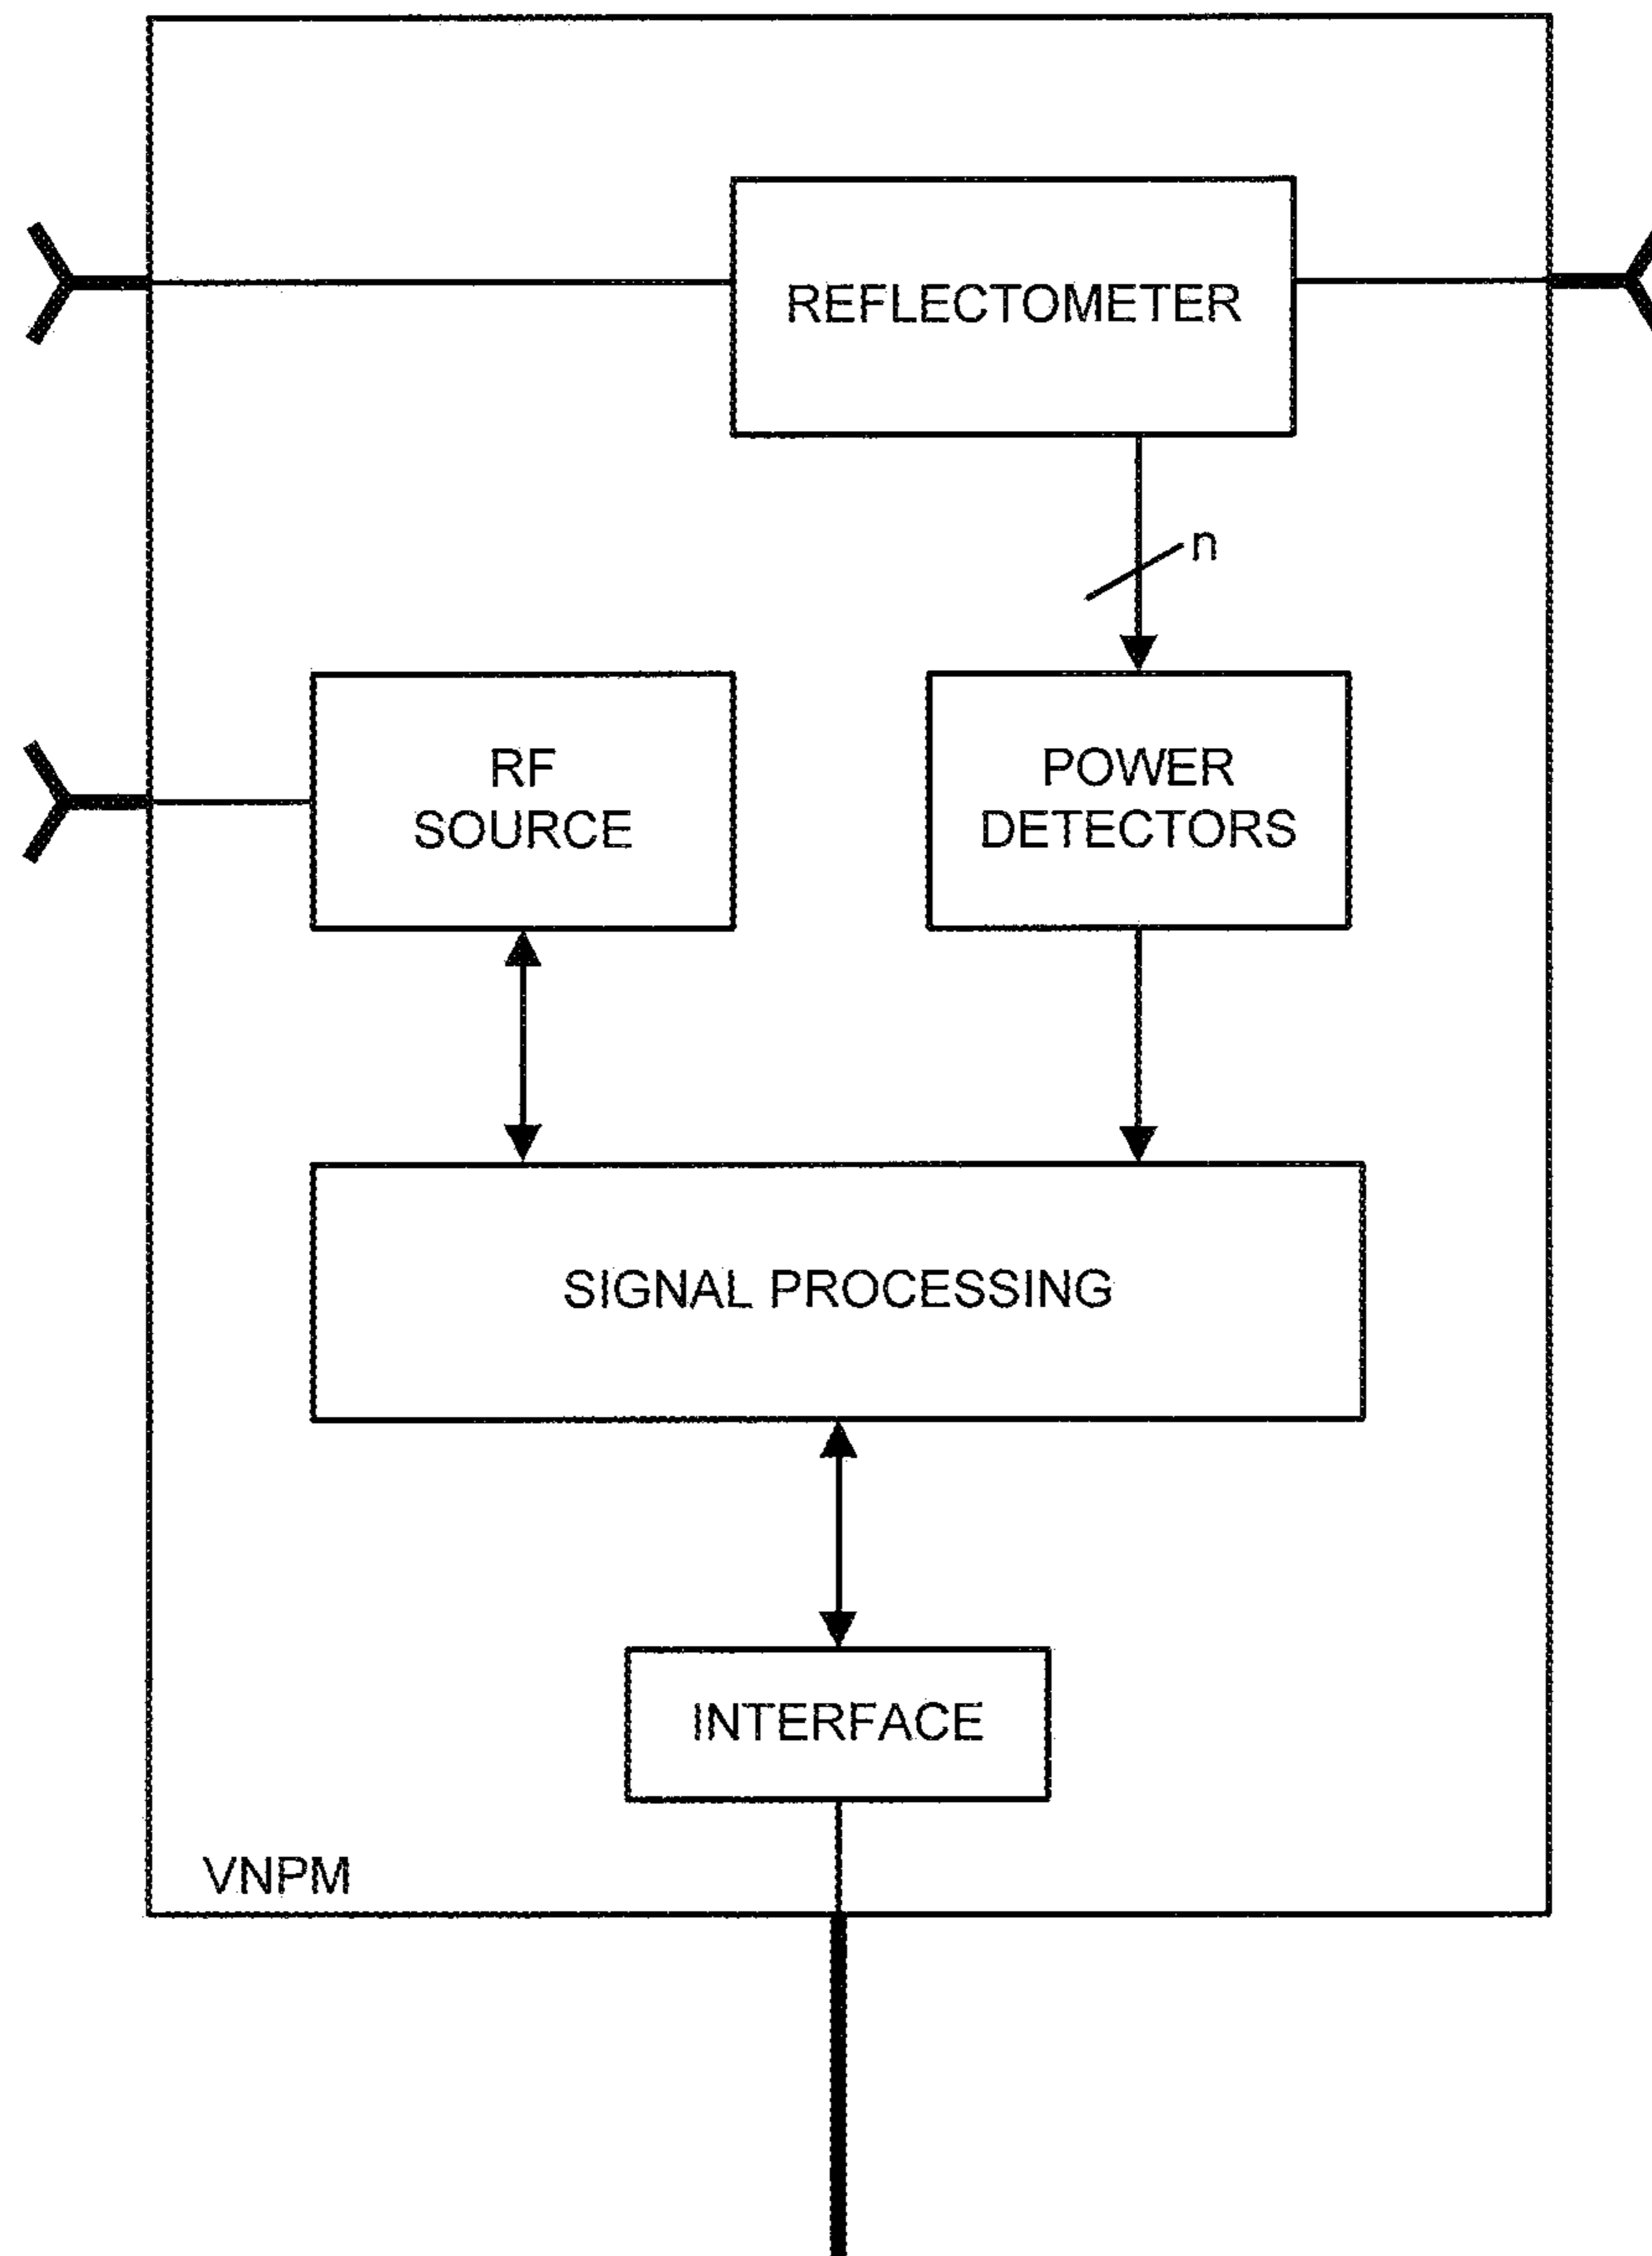 REFLECTOMETER
n
RF
SOURCE
POWER
DETECTORS
SIGNAL PROCESSING
INTERFACE
VNPM